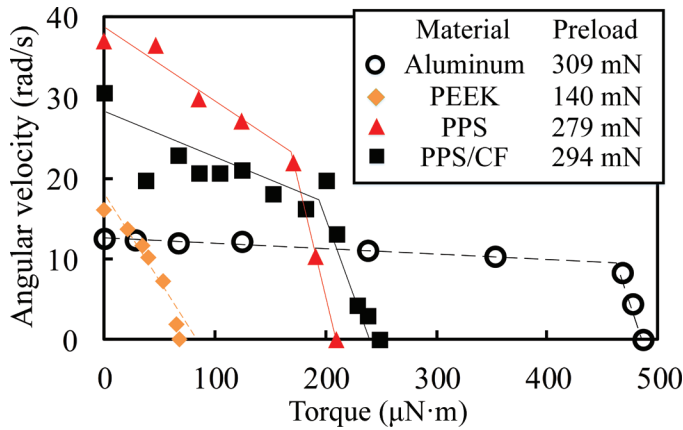 40
30
20
10
0
Angular velocity (rad/s)
0 100 200 300 400 500
Torque (μN·m)
Material Preload
Aluminum 309 mN
PEEK 140 mN
PPS 279 mN
PPS/CF 294 mN